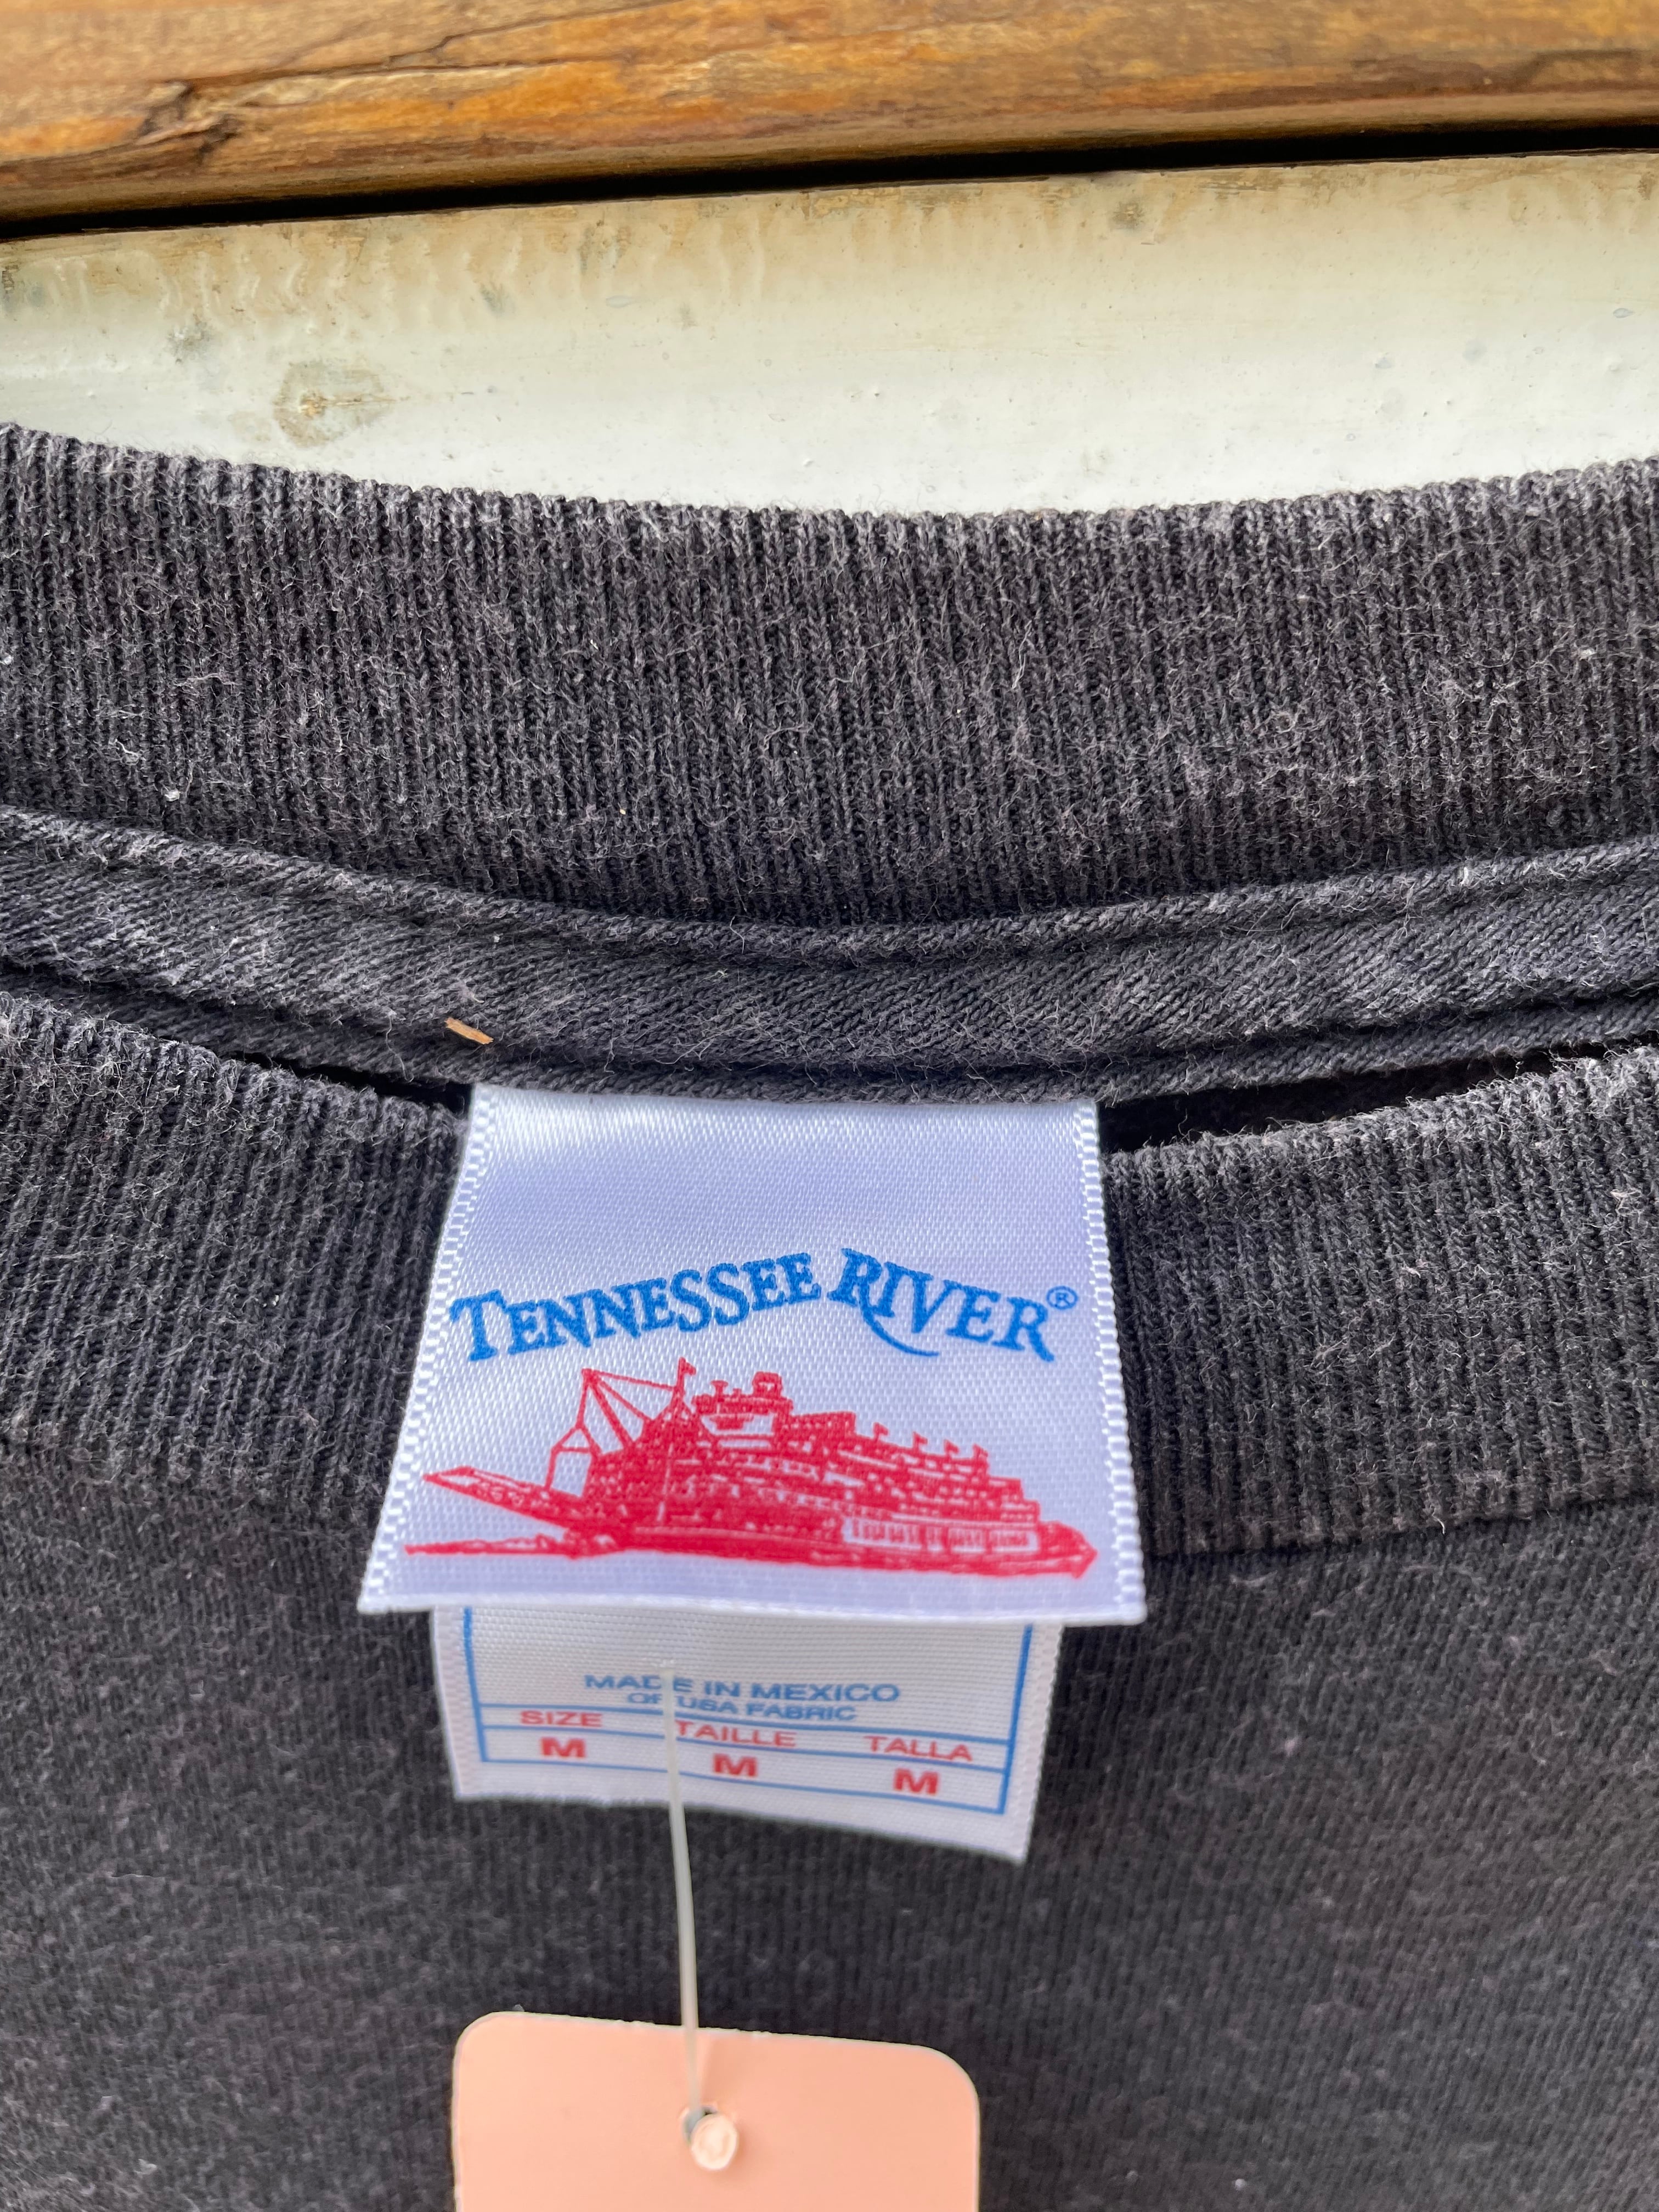 TENNESSEE RIVER®
MADE IN MEXICO
OF USA FABRIC
SIZE TAILLE TALLA
M M M